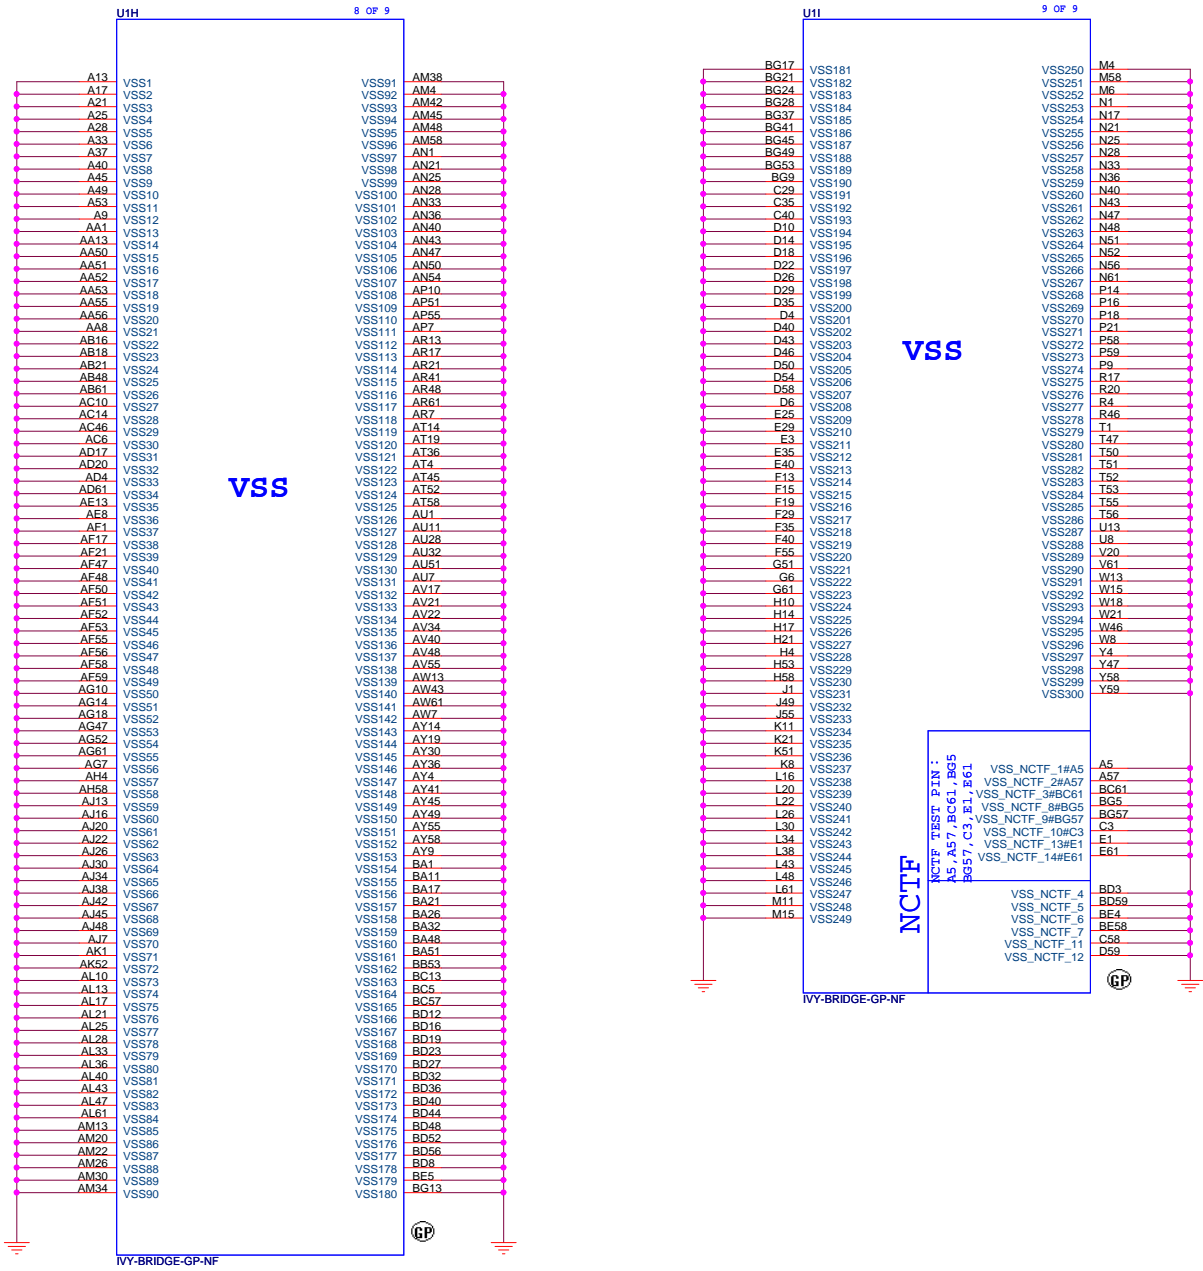 U1H 8 OF 9
A13 VSS1 VSS91 AM38
A17 VSS2 VSS92 AM4
A21 VSS3 VSS93 AM42
A25 VSS4 VSS94 AM45
A28 VSS5 VSS95 AM48
A33 VSS6 VSS96 AM58
A37 VSS7 VSS97 AN1
A40 VSS8 VSS98 AN21
A45 VSS9 VSS99 AN25
A49 VSS10 VSS100 AN28
A53 VSS11 VSS101 AN33
A9 VSS12 VSS102 AN36
AA1 VSS13 VSS103 AN40
AA13 VSS14 VSS104 AN43
AA50 VSS15 VSS105 AN47
AA51 VSS16 VSS106 AN50
AA52 VSS17 VSS107 AN54
AA53 VSS18 VSS108 AP10
AA55 VSS19 VSS109 AP51
AA56 VSS20 VSS110 AP55
AA8 VSS21 VSS111 AP7
AB16 VSS22 VSS112 AR13
AB18 VSS23 VSS113 AR17
AB21 VSS24 VSS114 AR21
AB48 VSS25 VSS115 AR41
AB61 VSS26 VSS116 AR48
AC10 VSS27 VSS117 AR61
AC14 VSS28 VSS118 AR7
AC46 VSS29 VSS119 AT14
AC6 VSS30 VSS120 AT19
AD17 VSS31 VSS121 AT36
AD20 VSS32 VSS122 AT4
AD4 VSS33 VSS123 AT45
VSS
AD61 VSS34 VSS124 AT52
AE13 VSS35 VSS125 AT58
AE8 VSS36 VSS126 AU1
AF1 VSS37 VSS127 AU11
AF17 VSS38 VSS128 AU28
AF21 VSS39 VSS129 AU32
AF47 VSS40 VSS130 AU51
AF48 VSS41 VSS131 AU7
AF50 VSS42 VSS132 AV17
AF51 VSS43 VSS133 AV21
AF52 VSS44 VSS134 AV22
AF53 VSS45 VSS135 AV34
AF55 VSS46 VSS136 AV40
AF56 VSS47 VSS137 AV48
AF58 VSS48 VSS138 AV55
AF59 VSS49 VSS139 AW13
AG10 VSS50 VSS140 AW43
AG14 VSS51 VSS141 AW61
AG18 VSS52 VSS142 AW7
AG47 VSS53 VSS143 AY14
AG52 VSS54 VSS144 AY19
AG61 VSS55 VSS145 AY30
AG7 VSS56 VSS146 AY36
AH4 VSS57 VSS147 AY4
AH58 VSS58 VSS148 AY41
AJ13 VSS59 VSS149 AY45
AJ16 VSS60 VSS150 AY49
AJ20 VSS61 VSS151 AY55
AJ22 VSS62 VSS152 AY58
AJ26 VSS63 VSS153 AY9
AJ30 VSS64 VSS154 BA1
AJ34 VSS65 VSS155 BA11
AJ38 VSS66 VSS156 BA17
AJ42 VSS67 VSS157 BA21
AJ45 VSS68 VSS158 BA26
AJ48 VSS69 VSS159 BA32
AJ7 VSS70 VSS160 BA48
AK1 VSS71 VSS161 BA51
AK52 VSS72 VSS162 BB53
AL10 VSS73 VSS163 BC13
AL13 VSS74 VSS164 BC5
AL17 VSS75 VSS165 BC57
AL21 VSS76 VSS166 BD12
AL25 VSS77 VSS167 BD16
AL28 VSS78 VSS168 BD19
AL33 VSS79 VSS169 BD23
AL36 VSS80 VSS170 BD27
AL40 VSS81 VSS171 BD32
AL43 VSS82 VSS172 BD36
AL47 VSS83 VSS173 BD40
AL61 VSS84 VSS174 BD44
AM13 VSS85 VSS175 BD48
AM20 VSS86 VSS176 BD52
AM22 VSS87 VSS177 BD56
AM26 VSS88 VSS178 BD8
AM30 VSS89 VSS179 BE5
AM34 VSS90 VSS180 BG13
GP
IVY-BRIDGE-GP-NF
U1I 9 OF 9
BG17 VSS181 VSS250 M4
BG21 VSS182 VSS251 M58
BG24 VSS183 VSS252 M6
BG28 VSS184 VSS253 N1
BG37 VSS185 VSS254 N17
BG41 VSS186 VSS255 N21
BG45 VSS187 VSS256 N25
BG49 VSS188 VSS257 N28
BG53 VSS189 VSS258 N33
BG9 VSS190 VSS259 N36
C29 VSS191 VSS260 N40
C35 VSS192 VSS261 N43
C40 VSS193 VSS262 N47
D10 VSS194 VSS263 N48
D14 VSS195 VSS264 N51
D18 VSS196 VSS265 N52
D22 VSS197 VSS266 N56
D26 VSS198 VSS267 N61
D29 VSS199 VSS268 P14
D35 VSS200 VSS269 P16
D4 VSS201 VSS270 P18
D40 VSS202 VSS271 P21
D43 VSS203 VSS272 P58
VSS
D46 VSS204 VSS273 P59
D50 VSS205 VSS274 P9
D54 VSS206 VSS275 R17
D58 VSS207 VSS276 R20
D6 VSS208 VSS277 R4
E25 VSS209 VSS278 R46
E29 VSS210 VSS279 T1
E3 VSS211 VSS280 T47
E35 VSS212 VSS281 T50
E40 VSS213 VSS282 T51
F13 VSS214 VSS283 T52
F15 VSS215 VSS284 T53
F19 VSS216 VSS285 T55
F29 VSS217 VSS286 T56
F35 VSS218 VSS287 U13
F40 VSS219 VSS288 U8
F55 VSS220 VSS289 V20
G51 VSS221 VSS290 V61
G6 VSS222 VSS291 W13
G61 VSS223 VSS292 W15
H10 VSS224 VSS293 W18
H14 VSS225 VSS294 W21
H17 VSS226 VSS295 W46
H21 VSS227 VSS296 W8
H4 VSS228 VSS297 Y4
H53 VSS229 VSS298 Y47
H58 VSS230 VSS299 Y58
J1 VSS231 VSS300 Y59
J49 VSS232
J55 VSS233
K11 VSS234
K21 VSS235
K51 VSS236
K8 VSS237
L16 VSS238
L20 VSS239
L22 VSS240
L26 VSS241
L30 VSS242
L34 VSS243
L38 VSS244
L43 VSS245
L48 VSS246
L61 VSS247
M11 VSS248
M15 VSS249
NCTF
NCTF TEST PIN:
A5,A57,BC61,BG5
BG57,C3,E1,E61
VSS_NCTF_1#A5 A5
VSS_NCTF_2#A57 A57
VSS_NCTF_3#BC61 BC61
VSS_NCTF_8#BG5 BG5
VSS_NCTF_9#BG57 BG57
VSS_NCTF_10#C3 C3
VSS_NCTF_13#E1 E1
VSS_NCTF_14#E61 E61
VSS_NCTF_4 BD3
VSS_NCTF_5 BD59
VSS_NCTF_6 BE4
VSS_NCTF_7 BE58
VSS_NCTF_11 C58
VSS_NCTF_12 D59
GP
IVY-BRIDGE-GP-NF